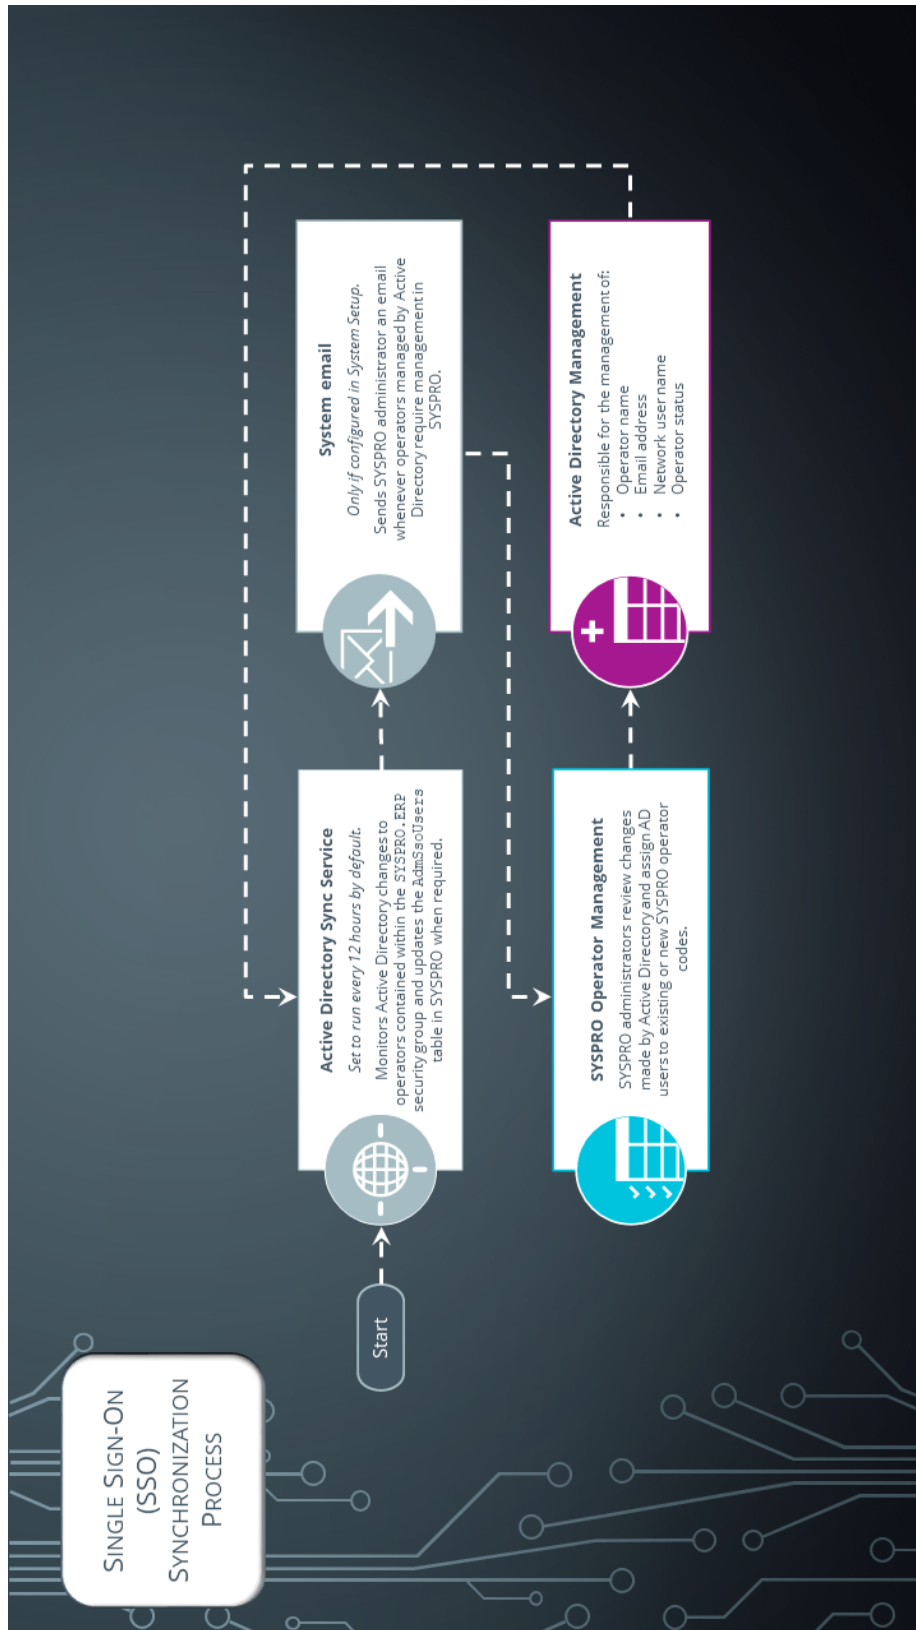 SINGLE SIGN-ON
(SSO)
SYNCHRONIZATION
PROCESS
Start
Active Directory Sync Service
Set to run every 12 hours by default.
Monitors Active Directory changes to
operators contained within the SYSPRO.ERP
security group and updates the AdmSsoUsers
table in SYSPRO when required.
System email
Only if configured in System Setup.
Sends SYSPRO administrator an email
whenever operators managed by Active
Directory require management in
SYSPRO.
SYSPRO Operator Management
SYSPRO administrators review changes
made by Active Directory and assign AD
users to existing or new SYSPRO operator
codes.
Active Directory Management
Responsible for the management of:
• Operator name
• Email address
• Network user name
• Operator status